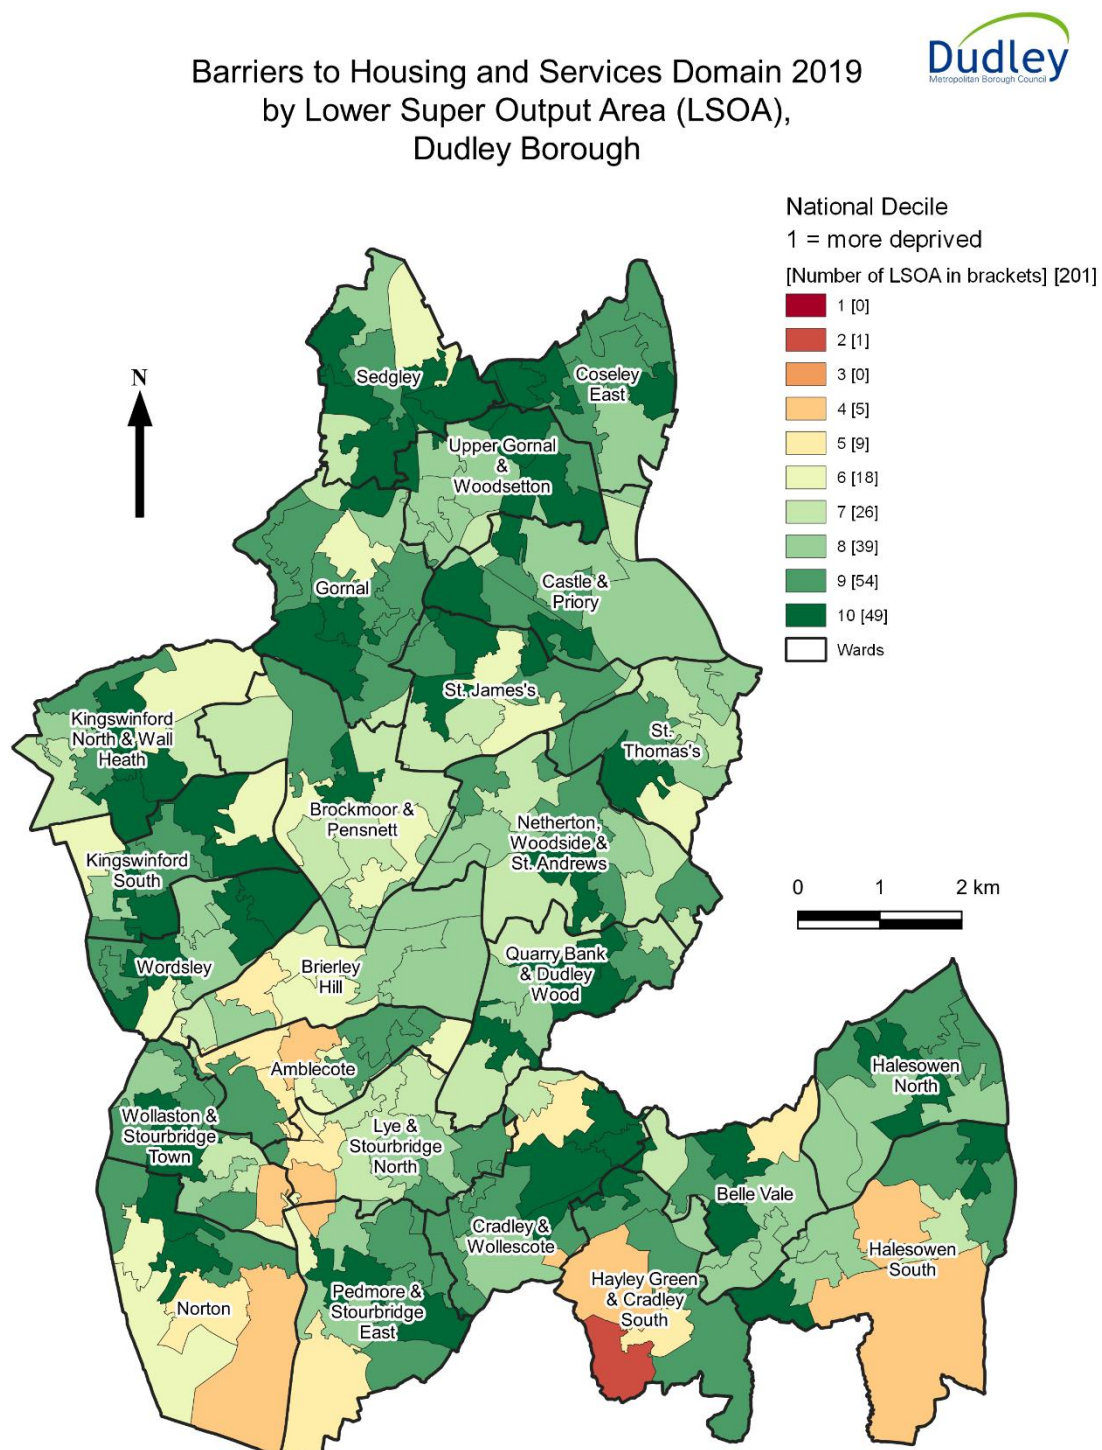 Dudley
Metropolitan Borough Council
Barriers to Housing and Services Domain 2019
by Lower Super Output Area (LSOA),
Dudley Borough
National Decile
1 = more deprived
[Number of LSOA in brackets] [201]
1 [0]
2 [1]
3 [0]
4 [5]
5 [9]
6 [18]
7 [26]
8 [39]
9 [54]
10 [49]
Wards
N
Sedgley
Coseley
East
Upper Gornal
&
Woodsetton
Gornal
Castle &
Priory
St. James's
Kingswinford
North & Wall
Heath
St.
Thomas's
Brockmoor &
Pensnett
Netherton,
Woodside &
St. Andrews
Kingswinford
South
0 1 2 km
Wordsley
Brierley
Hill
Quarry Bank
& Dudley
Wood
Amblecote
Halesowen
North
Wollaston &
Stourbridge
Town
Lye &
Stourbridge
North
Belle Vale
Cradley &
Wollescote
Halesowen
South
Hayley Green
& Cradley
South
Norton
Pedmore &
Stourbridge
East